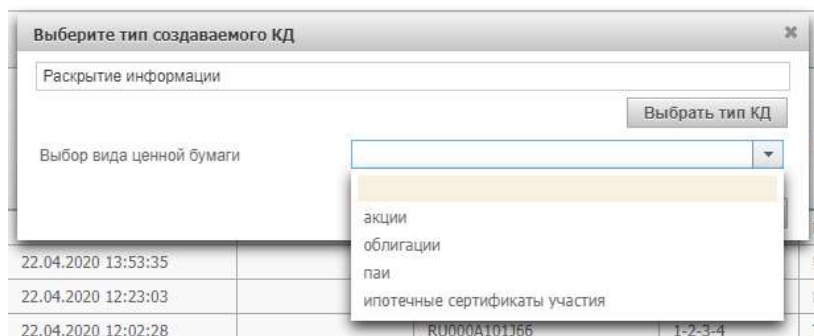 Выберите тип создаваемого КД
Раскрытие информации
Выбрать тип КД
Выбор вида ценной бумаги
акции
облигации
22.04.2020 13:53:35
паи
22.04.2020 12:23:03
ипотечные сертификаты участия
22.04.2020 12:02:28 RU000A101J66 1-2-3-4